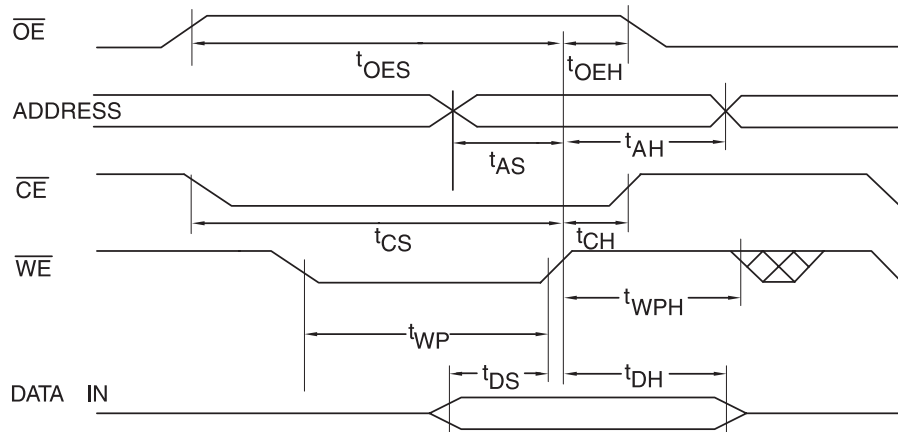 OE
tOES tOEH
ADDRESS
tAS tAH
CE
tCS tCH
WE
tWPH
tWP
tDS tDH
DATA IN